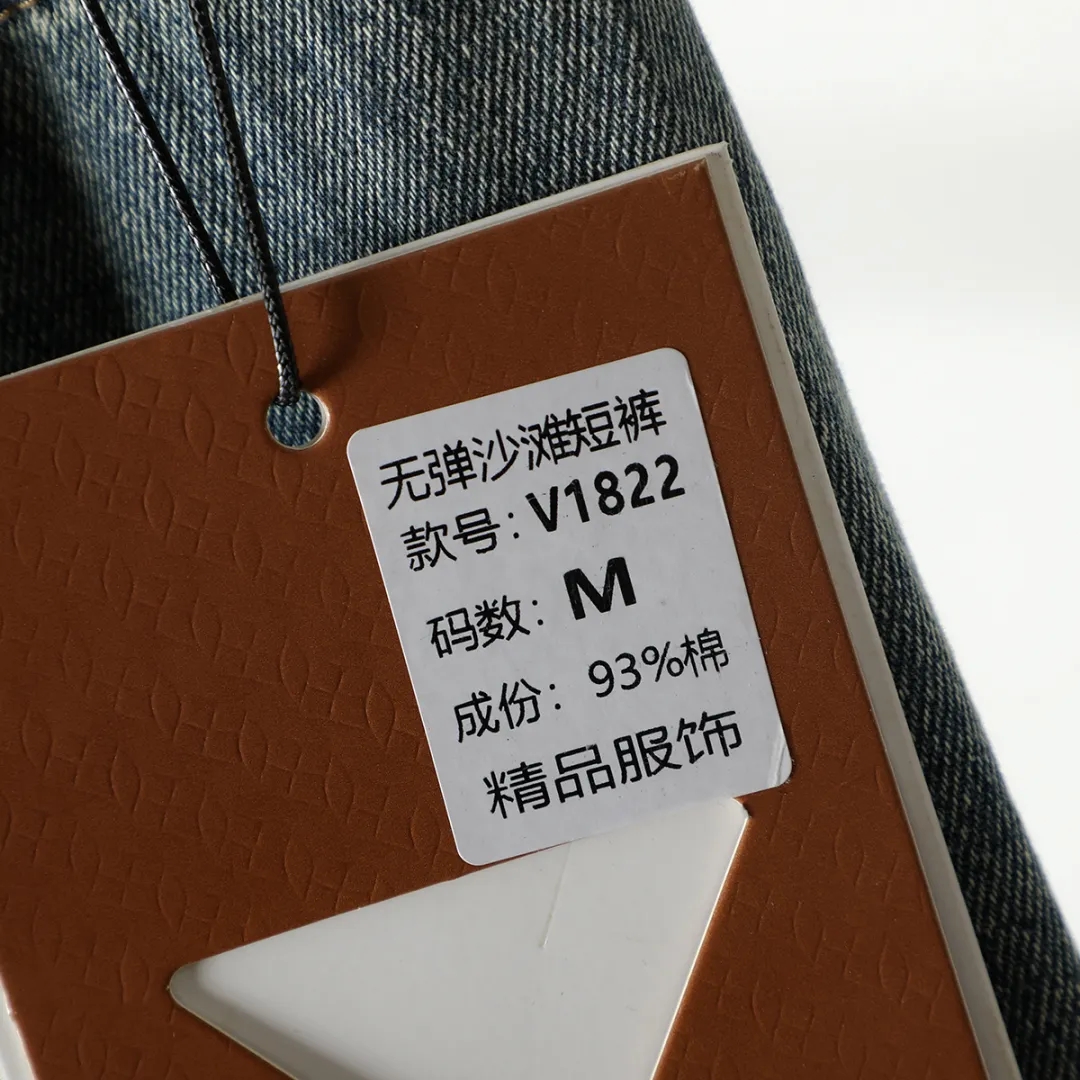 无弹沙滩短裤
款号：V1822
码数：M
成份：93%棉
精品服饰